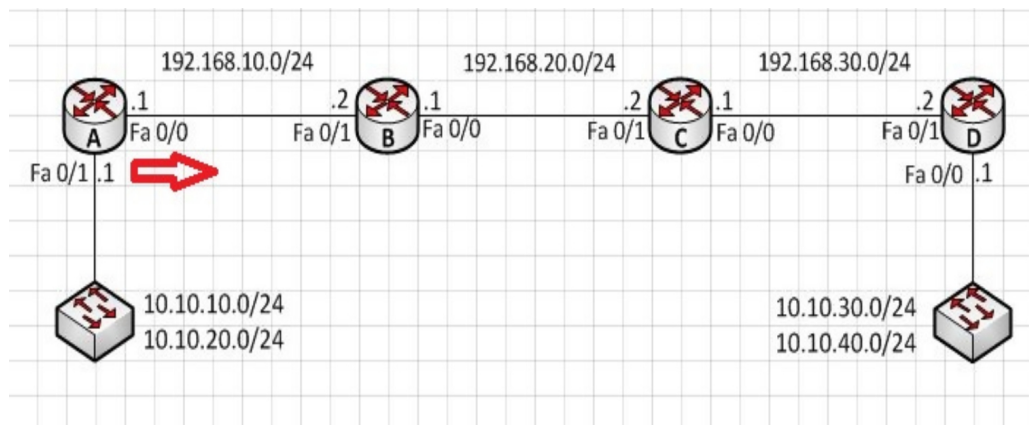 192.168.10.0/24
192.168.20.0/24
192.168.30.0/24
.1
.2
.1
.2
.1
.2
A
Fa 0/0
Fa 0/1
B
Fa 0/0
Fa 0/1
C
Fa 0/0
Fa 0/1
D
Fa 0/1
.1
Fa 0/0
.1
10.10.10.0/24
10.10.20.0/24
10.10.30.0/24
10.10.40.0/24